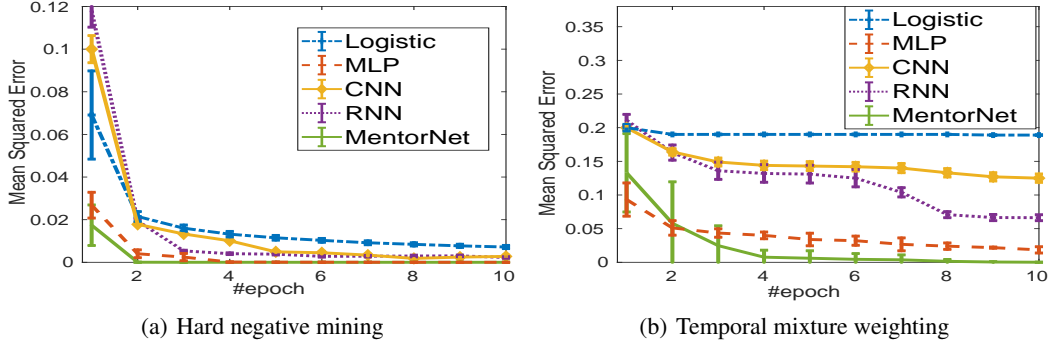 0.12
0.1
0.08
0.06
0.04
0.02
0
Mean Squared Error
2 4 6 8 10
#epoch
Logistic
MLP
CNN
RNN
MentorNet
(a) Hard negative mining
0.35
0.3
0.25
0.2
0.15
0.1
0.05
0
Mean Squared Error
2 4 6 8 10
#epoch
Logistic
MLP
CNN
RNN
MentorNet
(b) Temporal mixture weighting